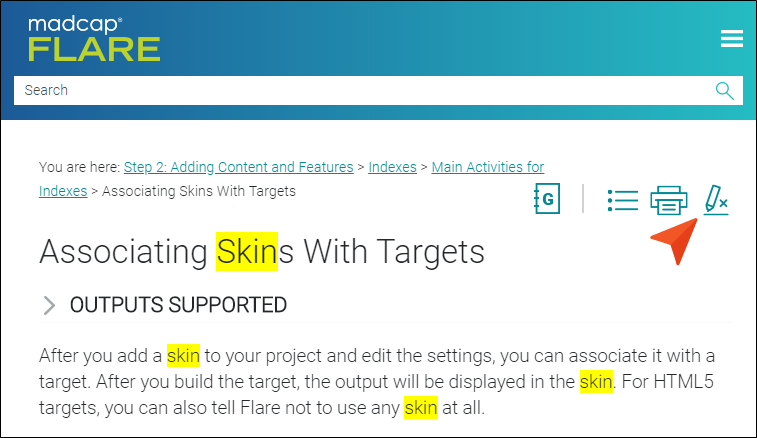 madcap®
FLARE
Search
You are here: Step 2: Adding Content and Features > Indexes > Main Activities for
Indexes > Associating Skins With Targets
G
Associating Skins With Targets
OUTPUTS SUPPORTED
After you add a skin to your project and edit the settings, you can associate it with a
target. After you build the target, the output will be displayed in the skin. For HTML5
targets, you can also tell Flare not to use any skin at all.